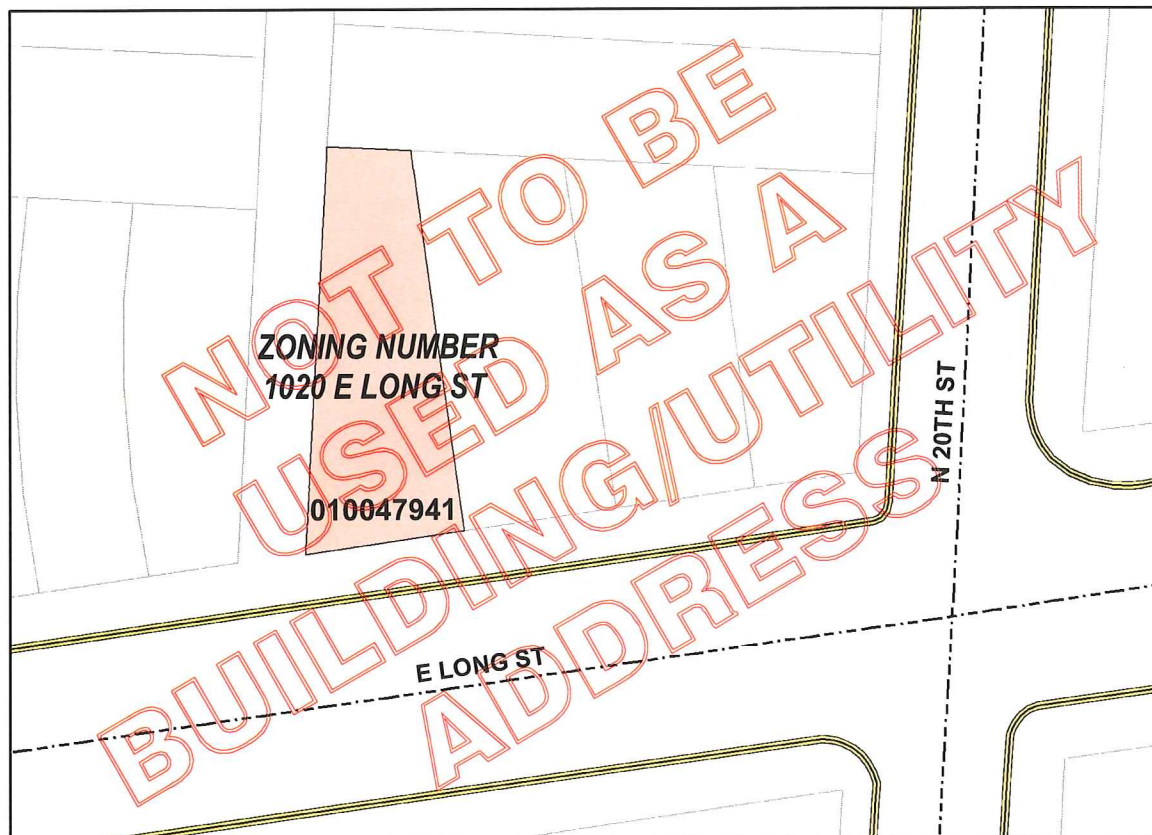 NOT TO BE
USED AS A
BUILDING/UTILITY
ADDRESS
ZONING NUMBER
1020 E LONG ST
010047941
E LONG ST
N 20TH ST